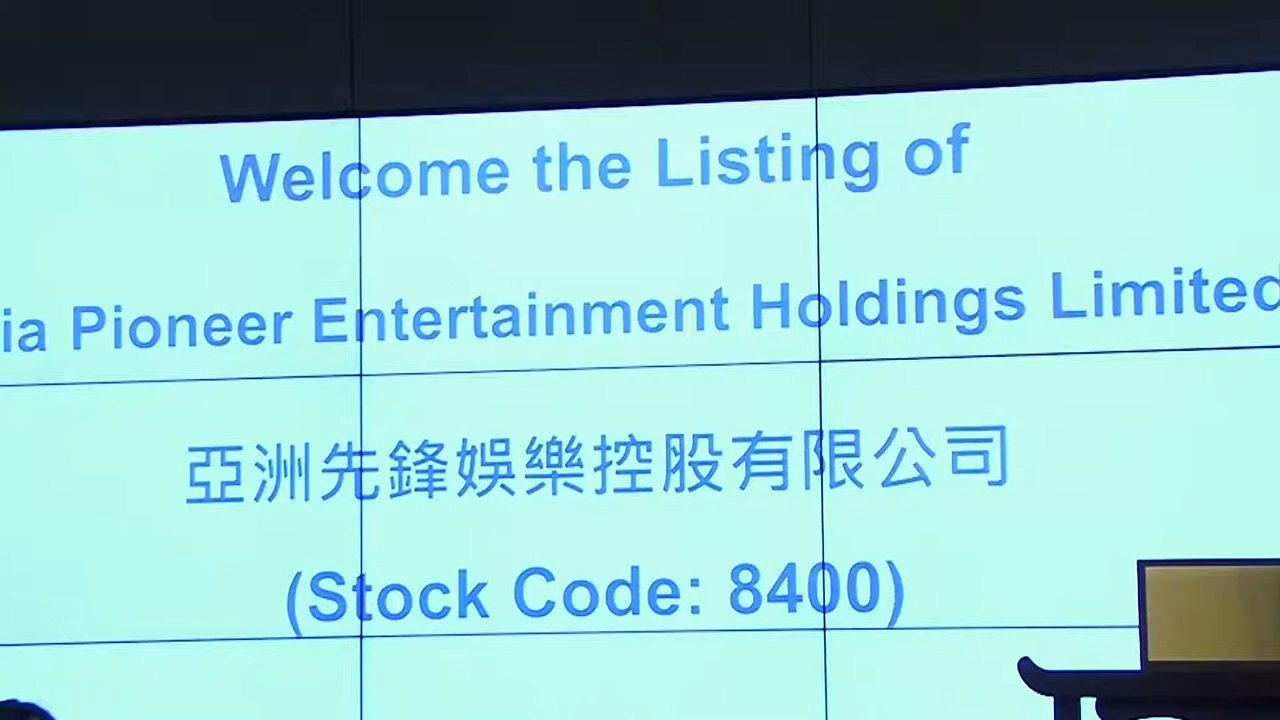 Welcome the Listing of
ia Pioneer Entertainment Holdings Limited
亞洲先鋒娛樂控股有限公司
(Stock Code: 8400)